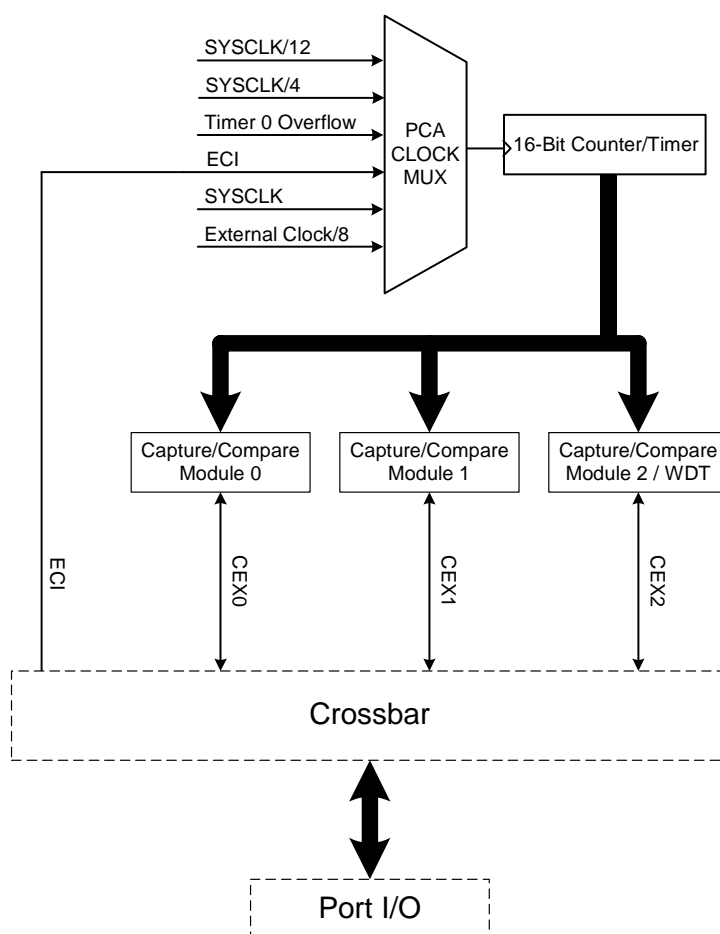 SYSCLK/12
SYSCLK/4
Timer 0 Overflow
ECI
SYSCLK
External Clock/8
PCA
CLOCK
MUX
16-Bit Counter/Timer
Capture/Compare
Module 0
Capture/Compare
Module 1
Capture/Compare
Module 2 / WDT
ECI
CEX0
CEX1
CEX2
Crossbar
Port I/O